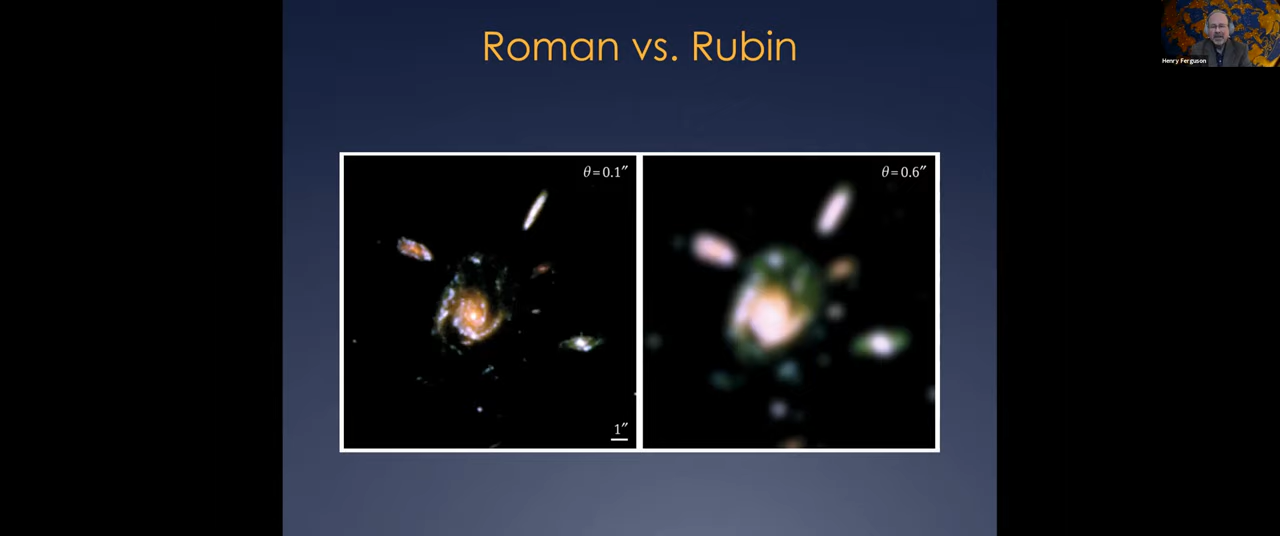 Roman vs. Rubin
θ = 0.1″
θ = 0.6″
1″
Henry Ferguson